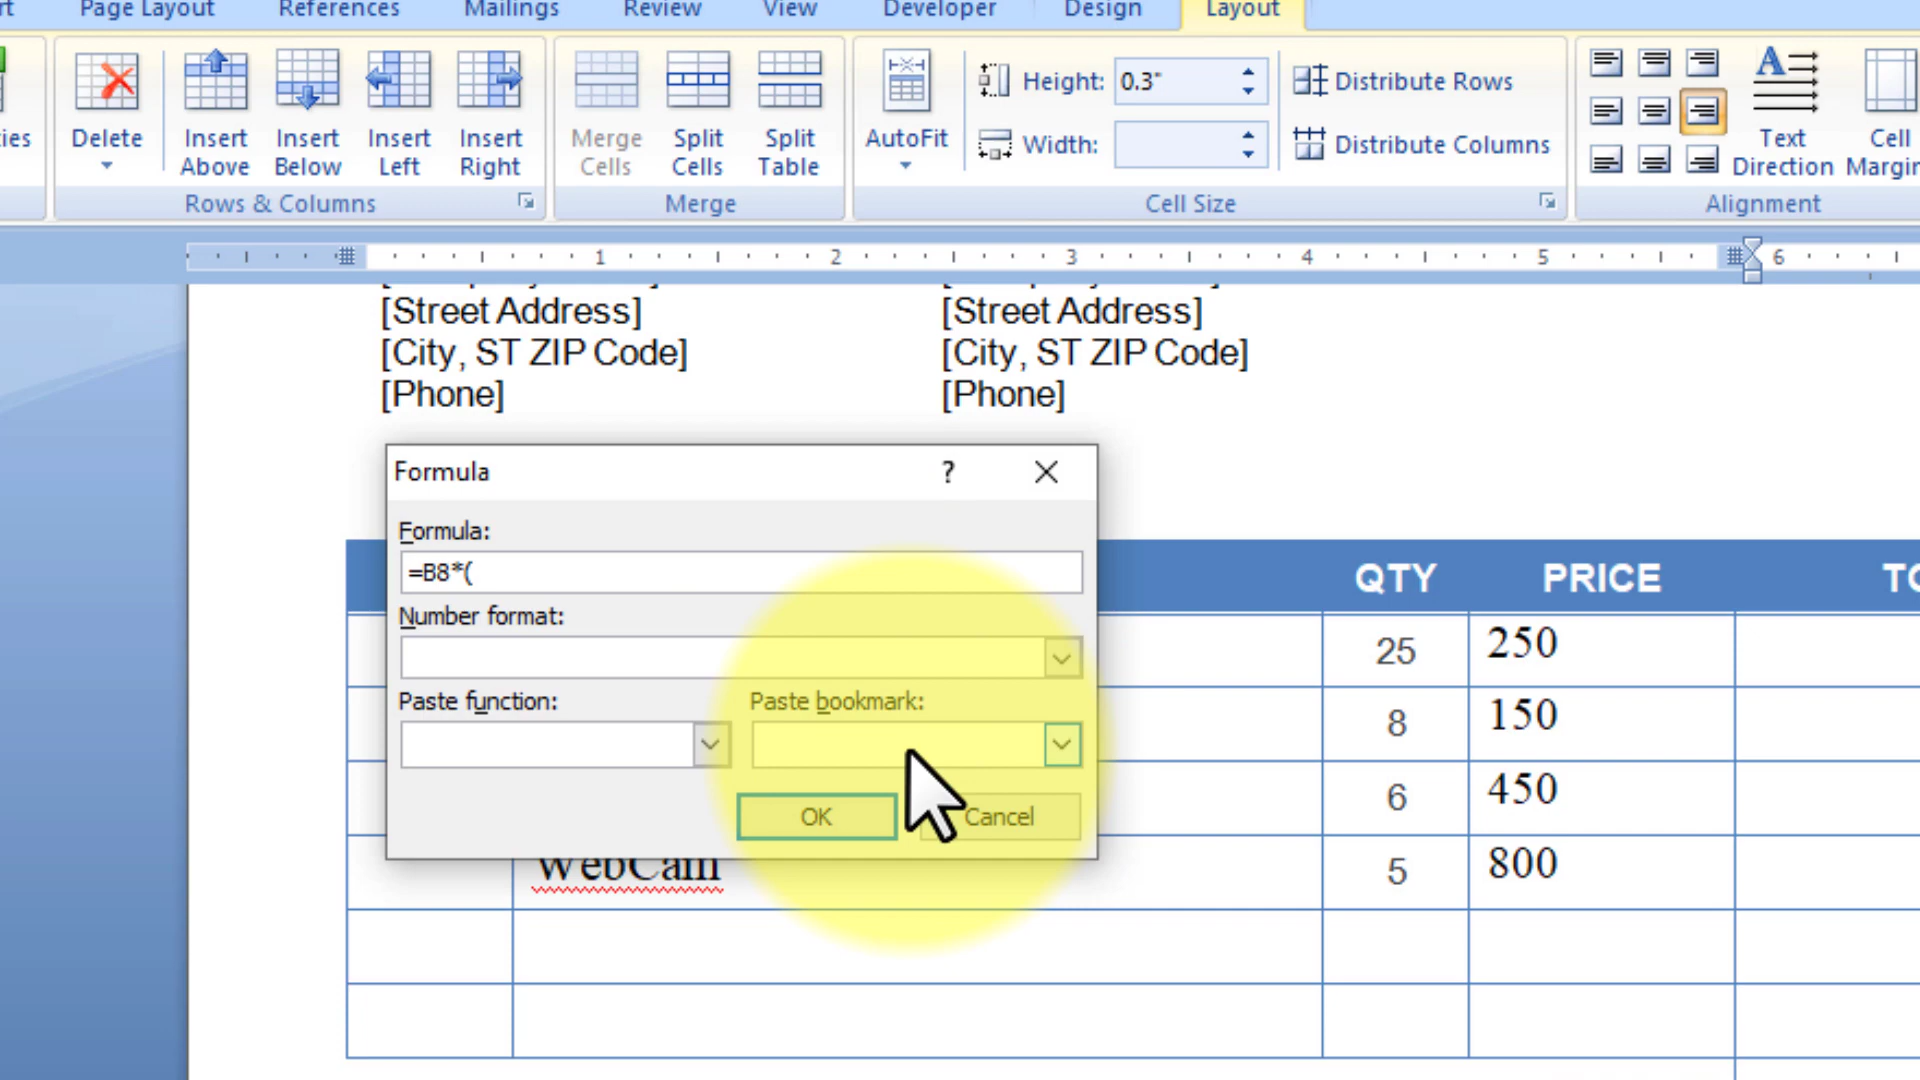 Page Layout References Mailings Review View Developer Design Layout
Delete Insert Above Insert Below Insert Left Insert Right Merge Cells Split Cells Split Table AutoFit Height: 0.3" Distribute Rows
Width: Distribute Columns
Text Direction Cell
Rows & Columns Merge Cell Size Alignment
1 2 3 4 5 6
[Street Address] [Street Address]
[City, ST ZIP Code] [City, ST ZIP Code]
[Phone] [Phone]
Formula ?
Formula:
=B8*(
Number format:
Paste function: Paste bookmark:
OK Cancel
QTY PRICE
25 250
8 150
6 450
WebCam 5 800